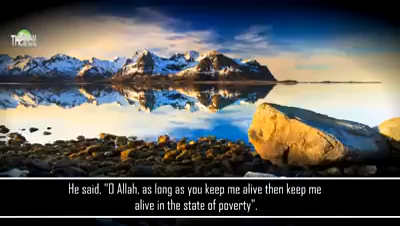 He said, "O Allah, as long as you keep me alive then keep me
alive in the state of poverty".